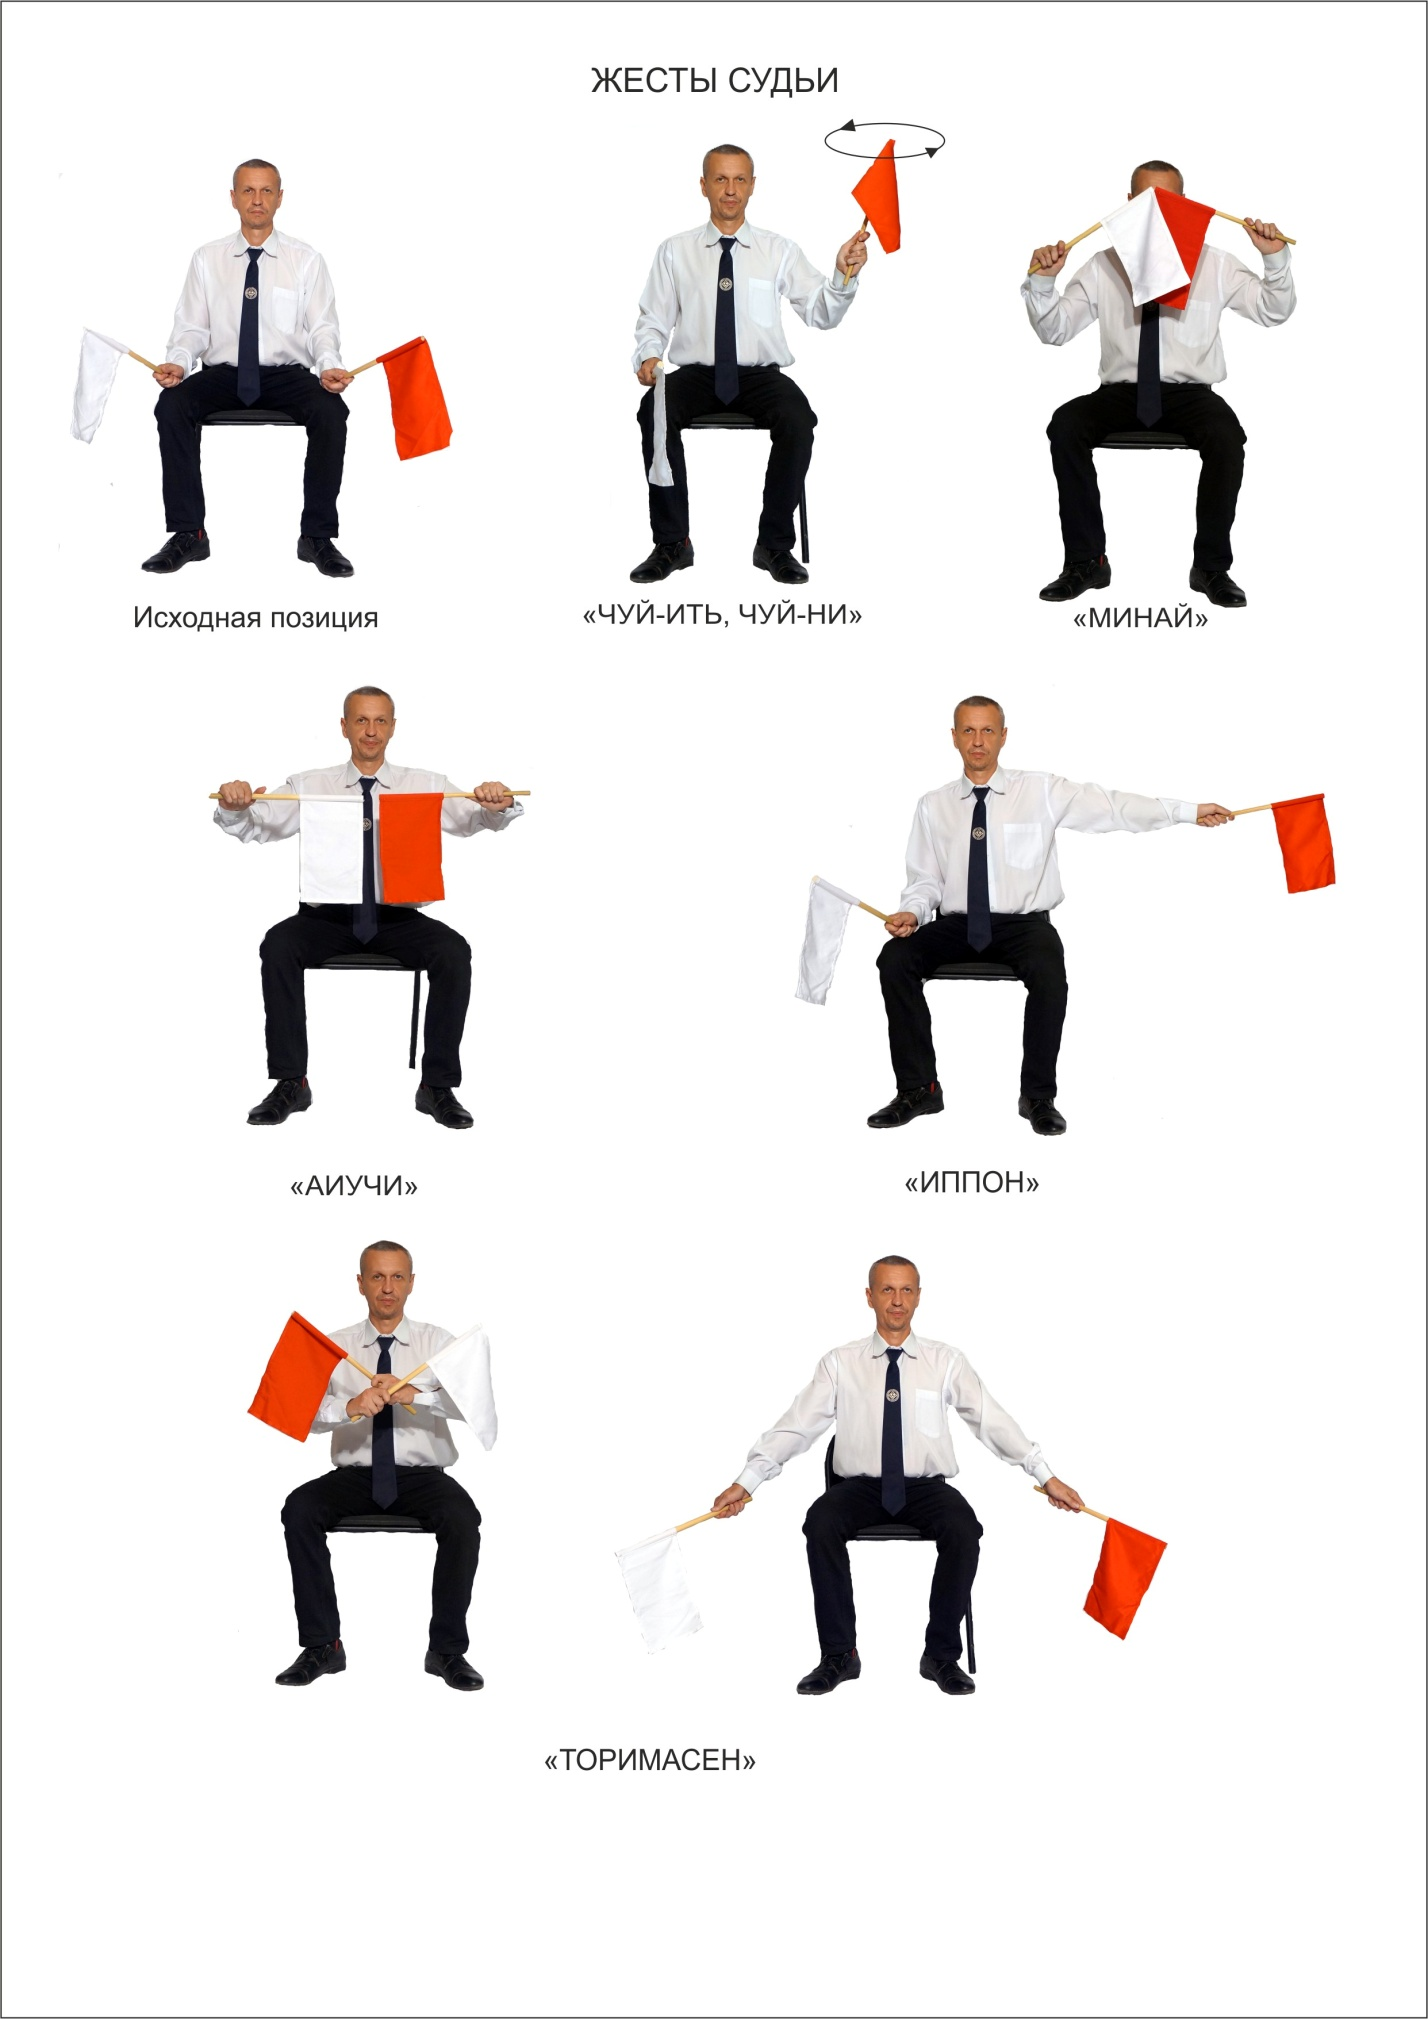 ЖЕСТЫ СУДЬИ
Исходная позиция
«ЧУЙ-ИТЬ, ЧУЙ-НИ»
«МИНАЙ»
«АИУЧИ»
«ИППОН»
«ТОРИМАСЕН»